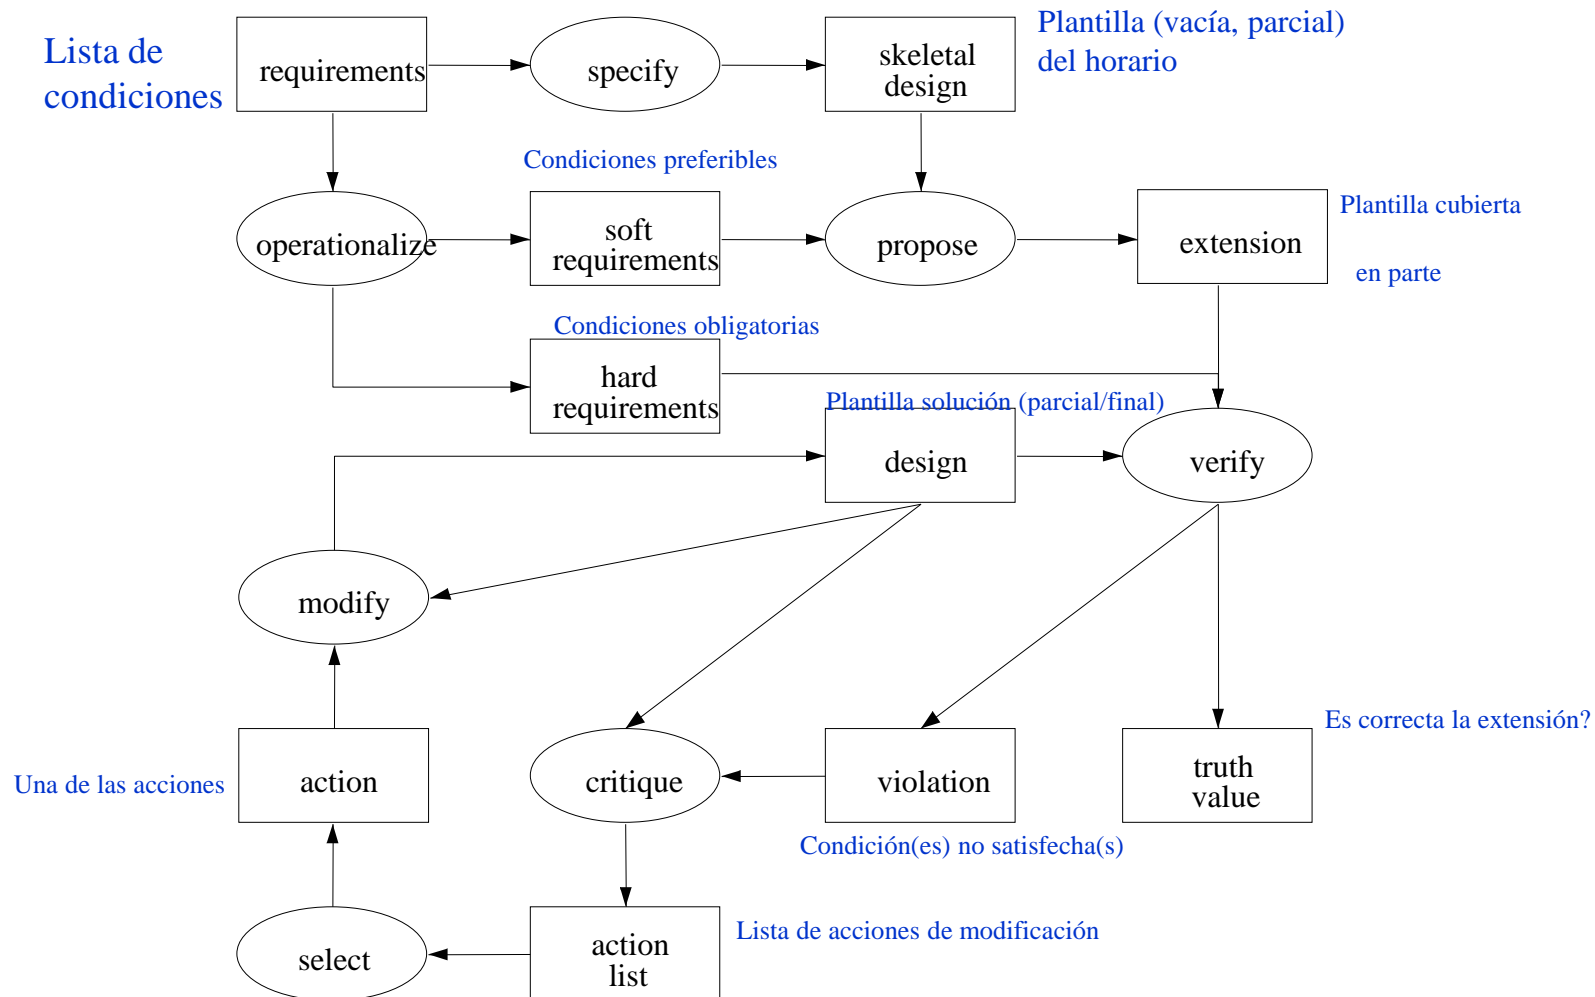 Lista de
condiciones
requirements
specify
skeletal
design
Plantilla (vacía, parcial)
del horario
Condiciones preferibles
operationalize
soft
requirements
propose
extension
Plantilla cubierta
en parte
Condiciones obligatorias
hard
requirements
Plantilla solución (parcial/final)
design
verify
modify
Es correcta la extensión?
Una de las acciones
action
critique
violation
truth
value
Condición(es) no satisfecha(s)
select
action
list
Lista de acciones de modificación